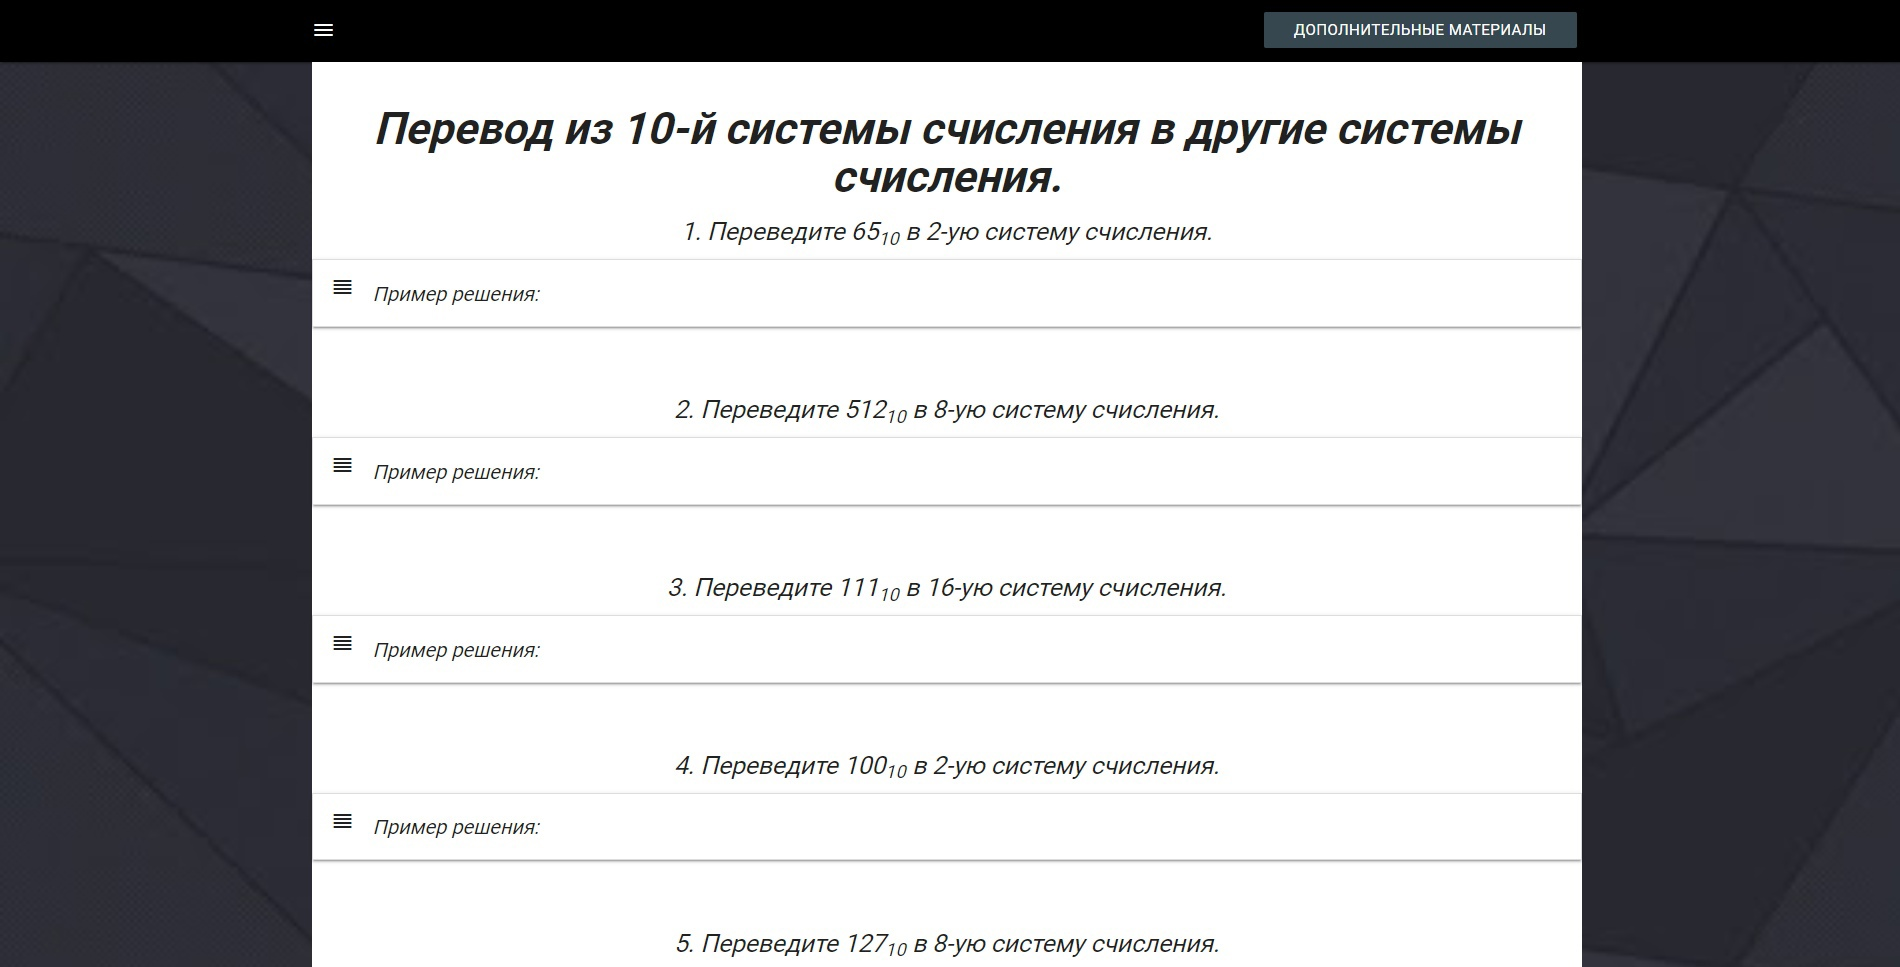 ДОПОЛНИТЕЛЬНЫЕ МАТЕРИАЛЫ
Перевод из 10-й системы счисления в другие системы
счисления.
1. Переведите 65₁₀ в 2-ую систему счисления.
Пример решения:
2. Переведите 512₁₀ в 8-ую систему счисления.
Пример решения:
3. Переведите 111₁₀ в 16-ую систему счисления.
Пример решения:
4. Переведите 100₁₀ в 2-ую систему счисления.
Пример решения:
5. Переведите 127₁₀ в 8-ую систему счисления.